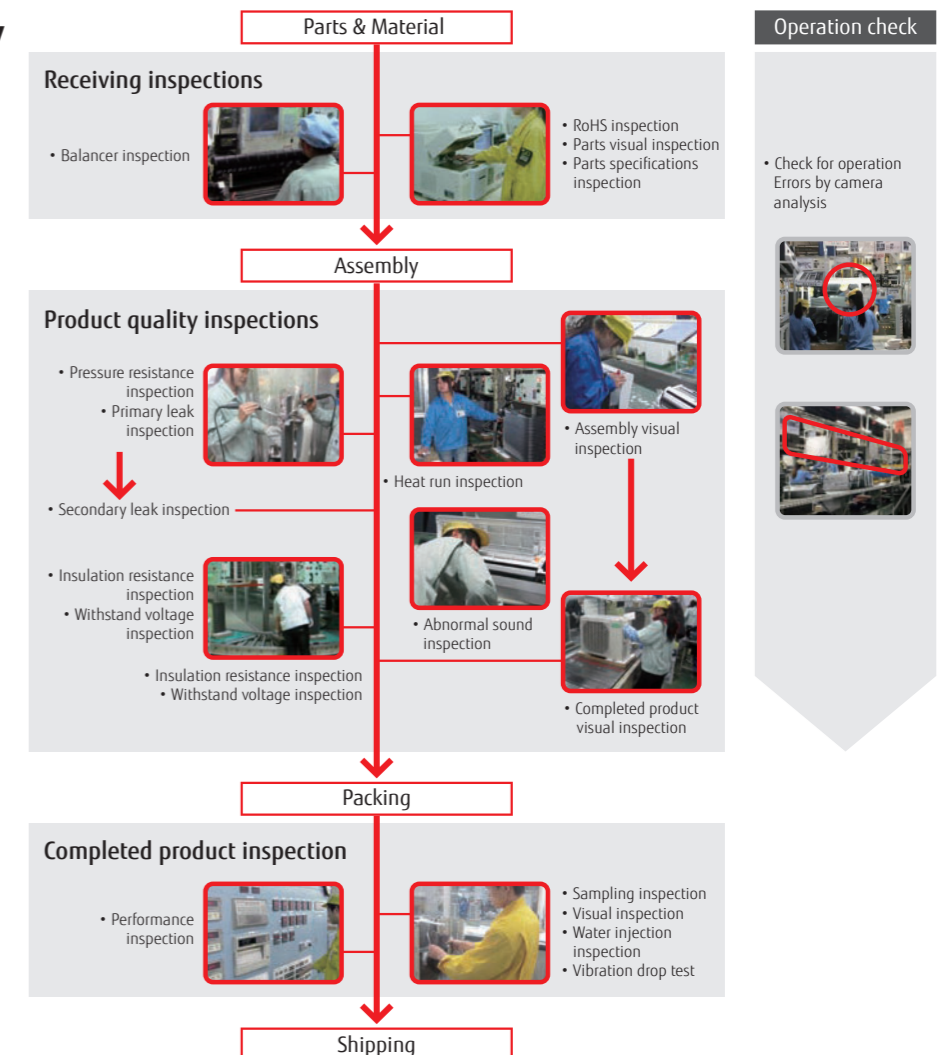 Parts & Material
Operation check
Receiving inspections
• Balancer inspection
• RoHS inspection
• Parts visual inspection
• Parts specifications
inspection
• Check for operation
Errors by camera
analysis
Assembly
Product quality inspections
• Pressure resistance
inspection
• Primary leak
inspection
• Heat run inspection
• Assembly visual
inspection
• Secondary leak inspection
• Insulation resistance
inspection
• Withstand voltage
inspection
• Abnormal sound
inspection
• Insulation resistance inspection
• Withstand voltage inspection
• Completed product
visual inspection
Packing
Completed product inspection
• Performance
inspection
• Sampling inspection
• Visual inspection
• Water injection
inspection
• Vibration drop test
Shipping